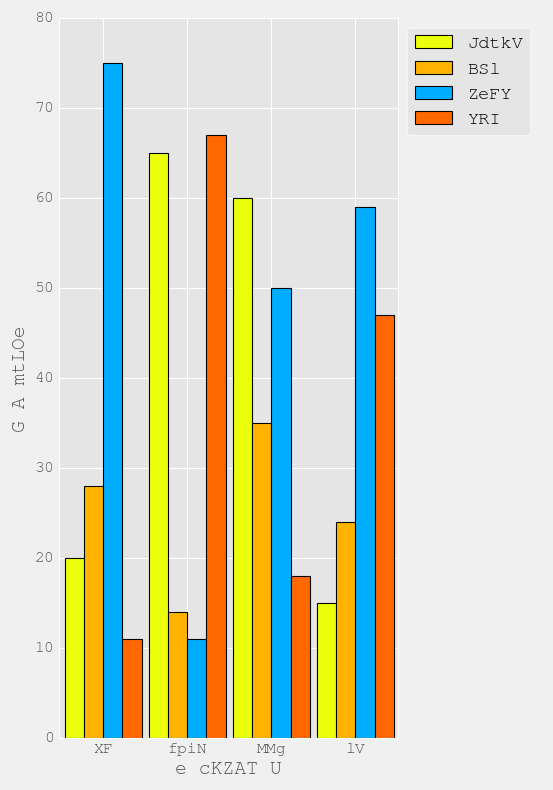 JdtkV
BSl
ZeFY
YRI
G A mtLOe
80
70
60
50
40
30
20
10
0
XF fpiN MMg lV
e cKZAT U